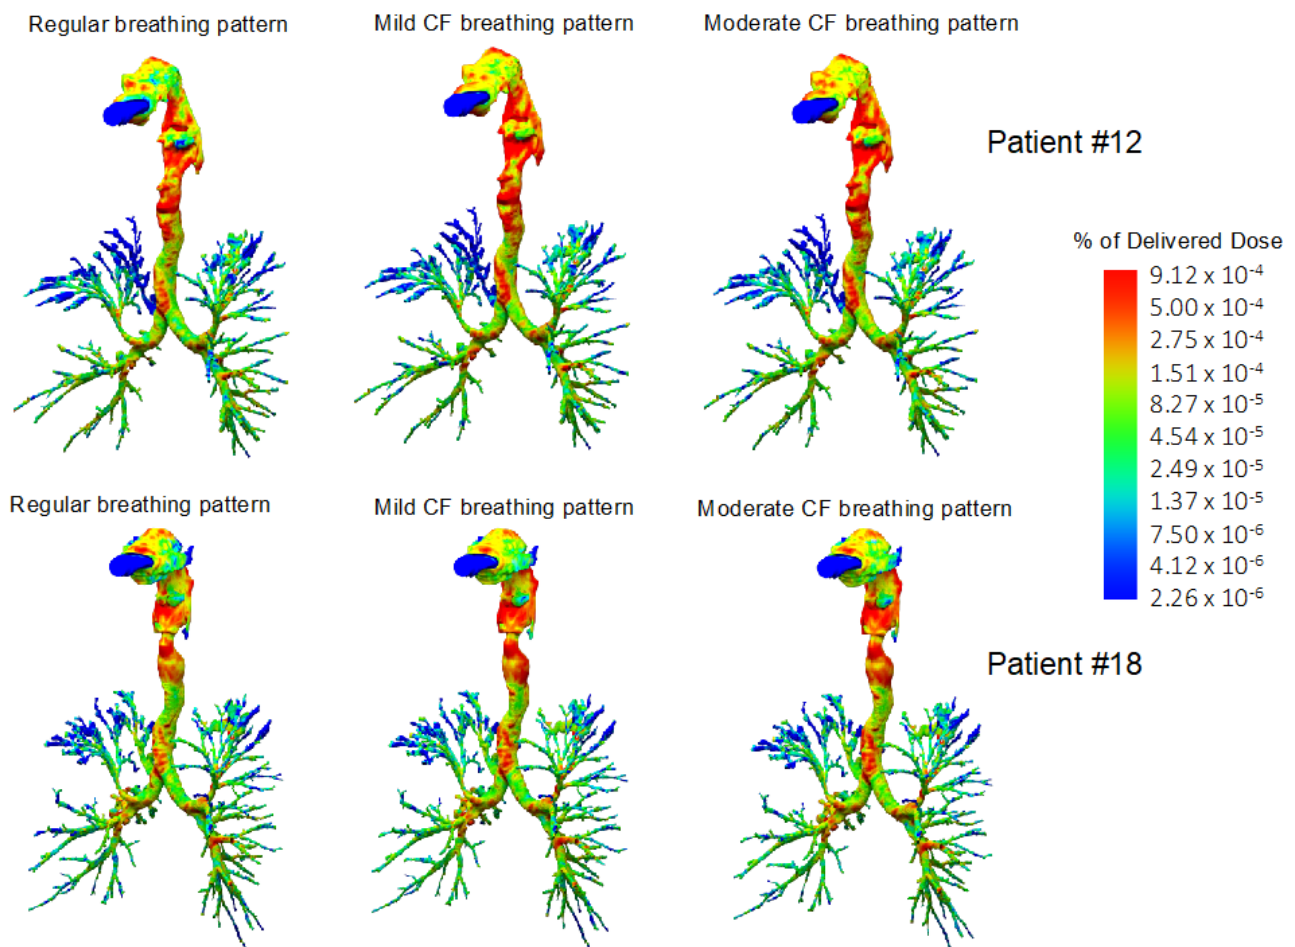 Regular breathing pattern
Mild CF breathing pattern
Moderate CF breathing pattern
Patient #12
% of Delivered Dose
9.12 x 10⁻⁴
5.00 x 10⁻⁴
2.75 x 10⁻⁴
1.51 x 10⁻⁴
8.27 x 10⁻⁵
4.54 x 10⁻⁵
2.49 x 10⁻⁵
1.37 x 10⁻⁵
7.50 x 10⁻⁶
4.12 x 10⁻⁶
2.26 x 10⁻⁶
Regular breathing pattern
Mild CF breathing pattern
Moderate CF breathing pattern
Patient #18